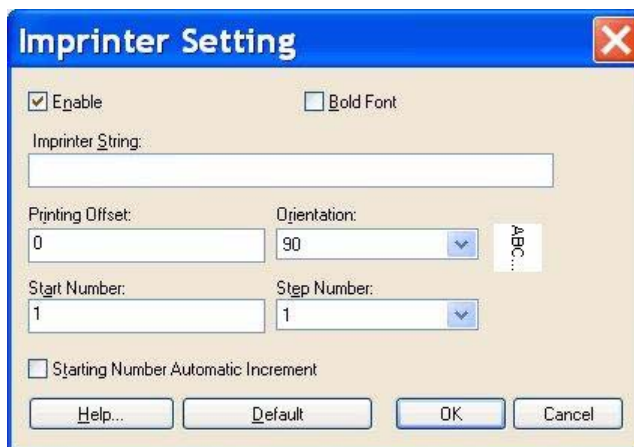 Imprinter Setting
Enable
Bold Font
Imprinter String:
Printing Offset:
Orientation:
0
90
ABC...
Start Number:
Step Number:
1
1
Starting Number Automatic Increment
Help...
Default
OK
Cancel